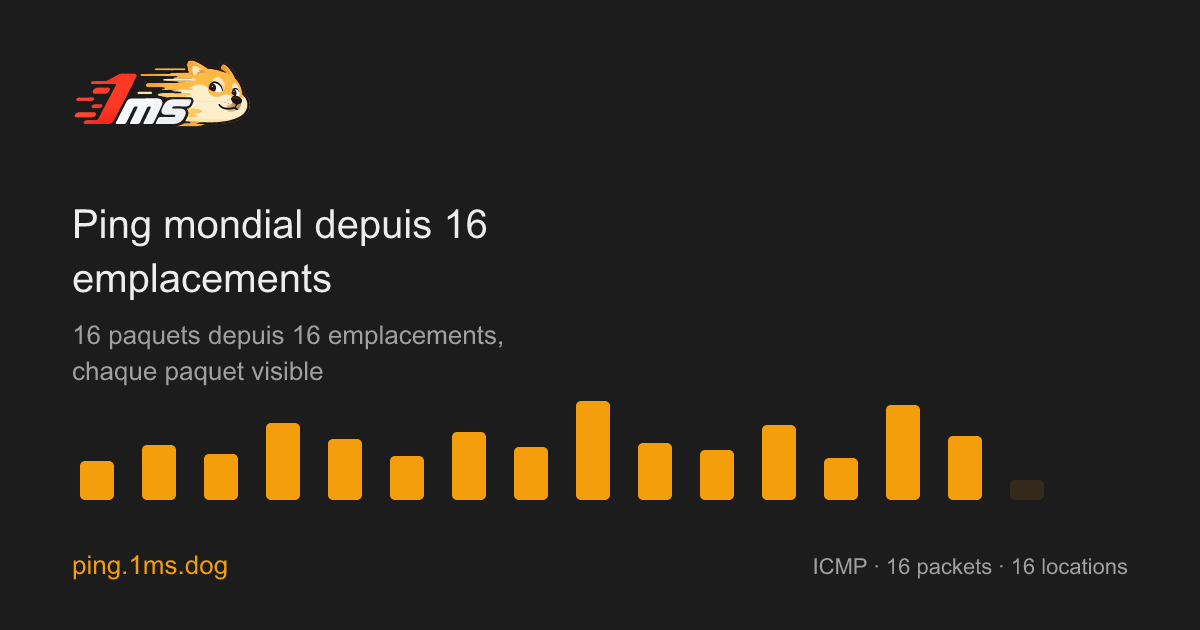 1ms
Ping mondial depuis 16
emplacements
16 paquets depuis 16 emplacements,
chaque paquet visible
ping.1ms.dog
ICMP · 16 packets · 16 locations